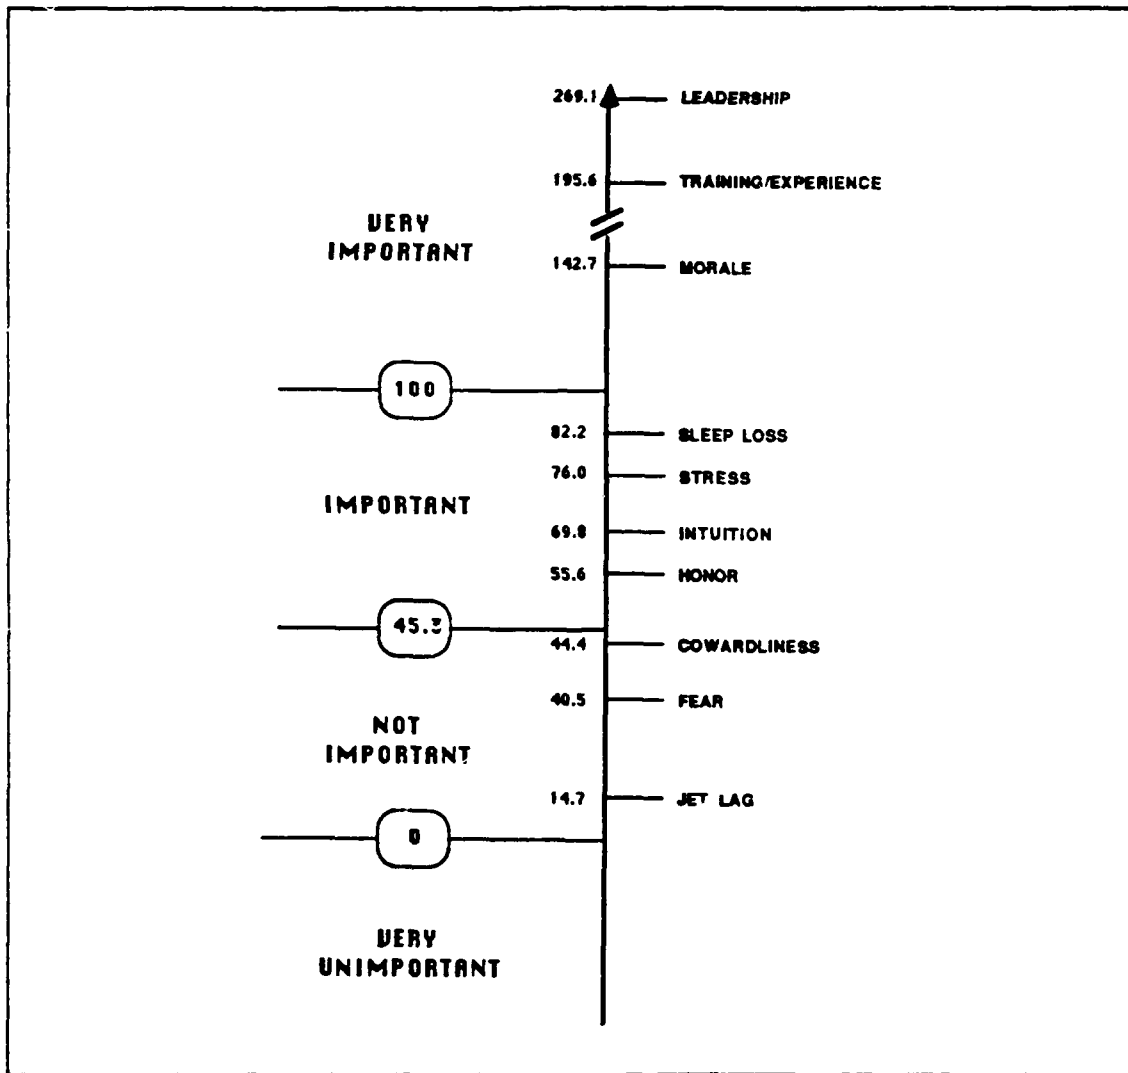 269.1 LEADERSHIP
195.6 TRAINING/EXPERIENCE
VERY
IMPORTANT
142.7 MORALE
100
82.2 SLEEP LOSS
76.0 STRESS
IMPORTANT
69.8 INTUITION
55.6 HONOR
45.3
44.4 COWARDLINESS
40.5 FEAR
NOT
IMPORTANT
14.7 JET LAG
0
VERY
UNIMPORTANT